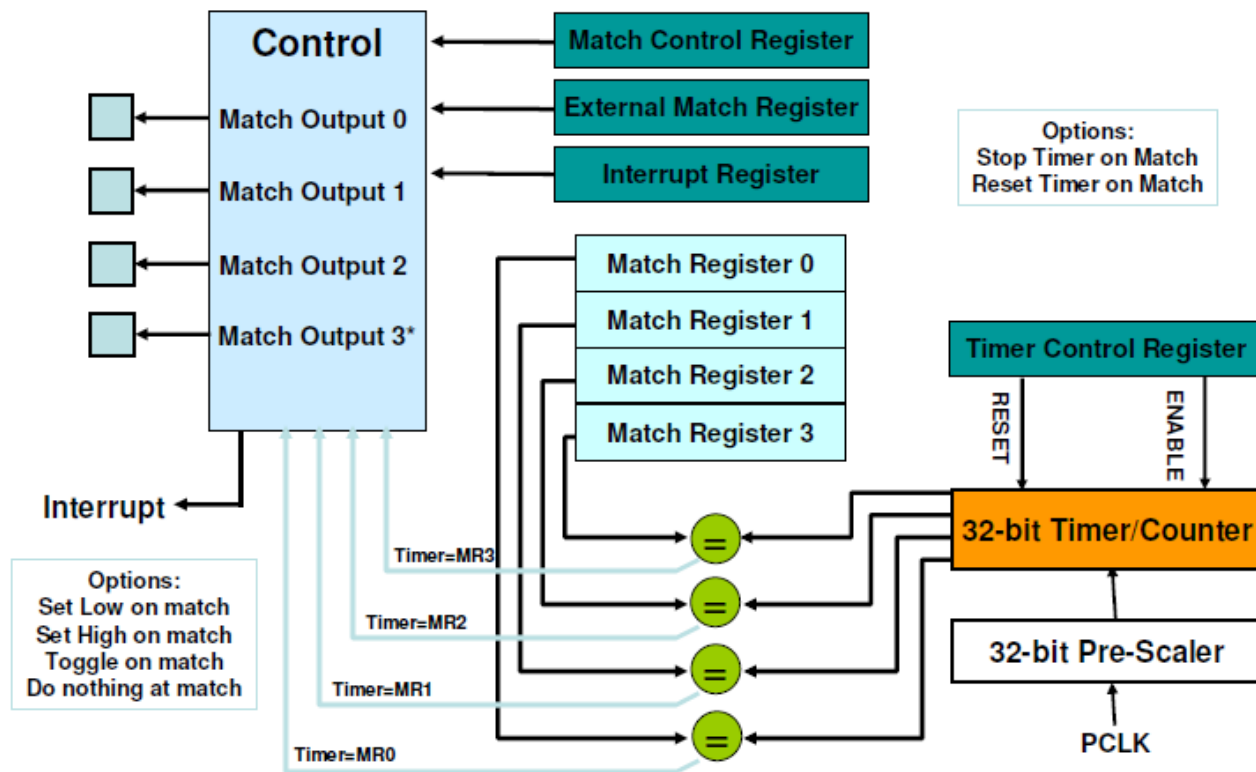 Control
Match Output 0
Match Output 1
Match Output 2
Match Output 3*
Match Control Register
External Match Register
Interrupt Register
Options:
Stop Timer on Match
Reset Timer on Match
Match Register 0
Match Register 1
Match Register 2
Match Register 3
Timer Control Register
RESET
ENABLE
32-bit Timer/Counter
32-bit Pre-Scaler
PCLK
Interrupt
Options:
Set Low on match
Set High on match
Toggle on match
Do nothing at match
Timer=MR3
=
Timer=MR2
=
Timer=MR1
=
Timer=MR0
=